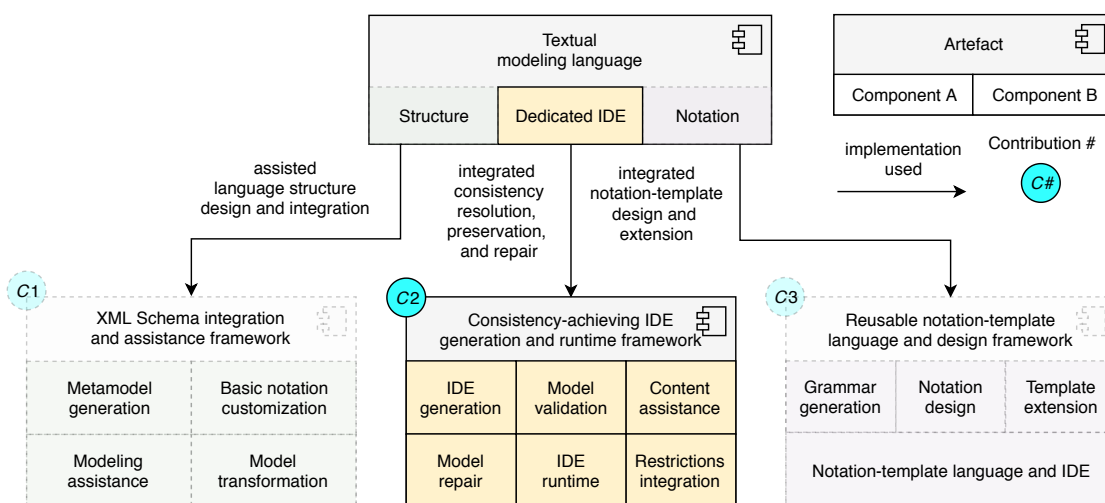 Textual
modeling language
Structure
Dedicated IDE
Notation
Artefact
Component A
Component B
implementation
used
Contribution #
C#
assisted
language structure
design and integration
integrated
consistency
resolution,
preservation,
and repair
integrated
notation-template
design and
extension
C1
XML Schema integration
and assistance framework
Metamodel
generation
Basic notation
customization
Modeling
assistance
Model
transformation
C2
Consistency-achieving IDE
generation and runtime framework
IDE
generation
Model
validation
Content
assistance
Model
repair
IDE
runtime
Restrictions
integration
C3
Reusable notation-template
language and design framework
Grammar
generation
Notation
design
Template
extension
Notation-template language and IDE